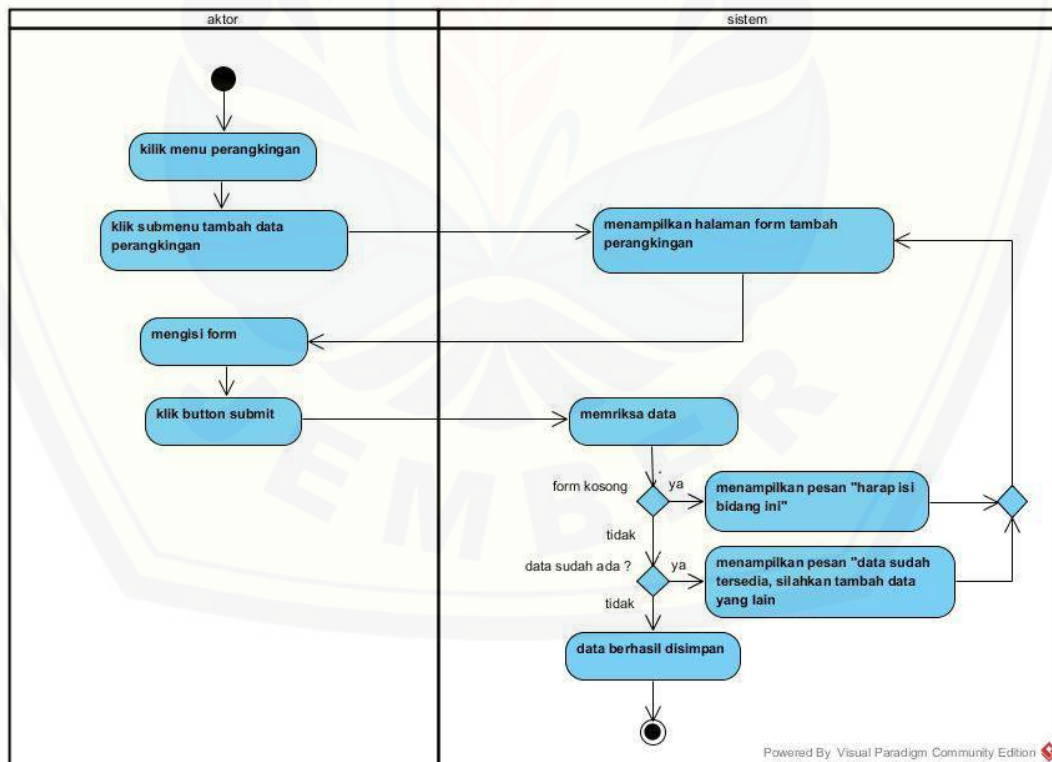 aktor
sistem
kilik menu perangkingan
klik submenu tambah data
perangkingan
menampilkan halaman form tambah
perangkingan
mengisi form
klik button submit
memriksa data
form kosong
ya
menampilkan pesan "harap isi
bidang ini"
tidak
data sudah ada ?
ya
menampilkan pesan "data sudah
tersedia, silahkan tambah data
yang lain
tidak
data berhasil disimpan
EMBER
Powered By Visual Paradigm Community Edition